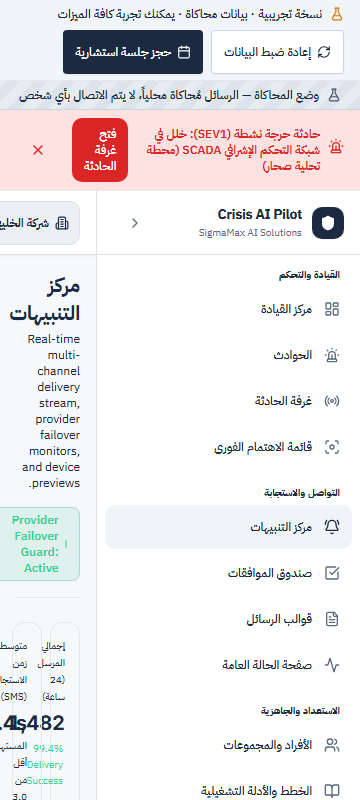 نسخة تجريبية · بيانات محاكاة · يمكنك تجربة كافة الميزات
إعادة ضبط البيانات
حجز جلسة استشارية
وضع المحاكاة — الرسائل مُحاكاة محلياً، لا يتم الاتصال بأي شخص
حادثة حرجة نشطة (SEV1): خلل في
شبكة التحكم الإشرافي SCADA (محطة
تحلية صحار)
فتح
غرفة
الحادثة
Crisis AI Pilot
SigmaMax AI Solutions
القيادة والتحكم
مركز القيادة
الحوادث
غرفة الحادثة
قائمة الاهتمام الفوري
التواصل والاستجابة
مركز التنبيهات
صندوق الموافقات
قوالب الرسائل
صفحة الحالة العامة
الاستعداد والجاهزية
الأفراد والمجموعات
الخطط والأدلة التشغيلية
شركة
مركز
التنبيهات
Real-time
multi-
channel
delivery
stream,
provider
failover
monitors,
and device
previews.
Provider
Failover
Guard:
Active
إجمالي
المرسل
(24
ساعة)
99.4%
Delivery
Success
متوسط
زمن
(SMS)
أقل
من
3.0